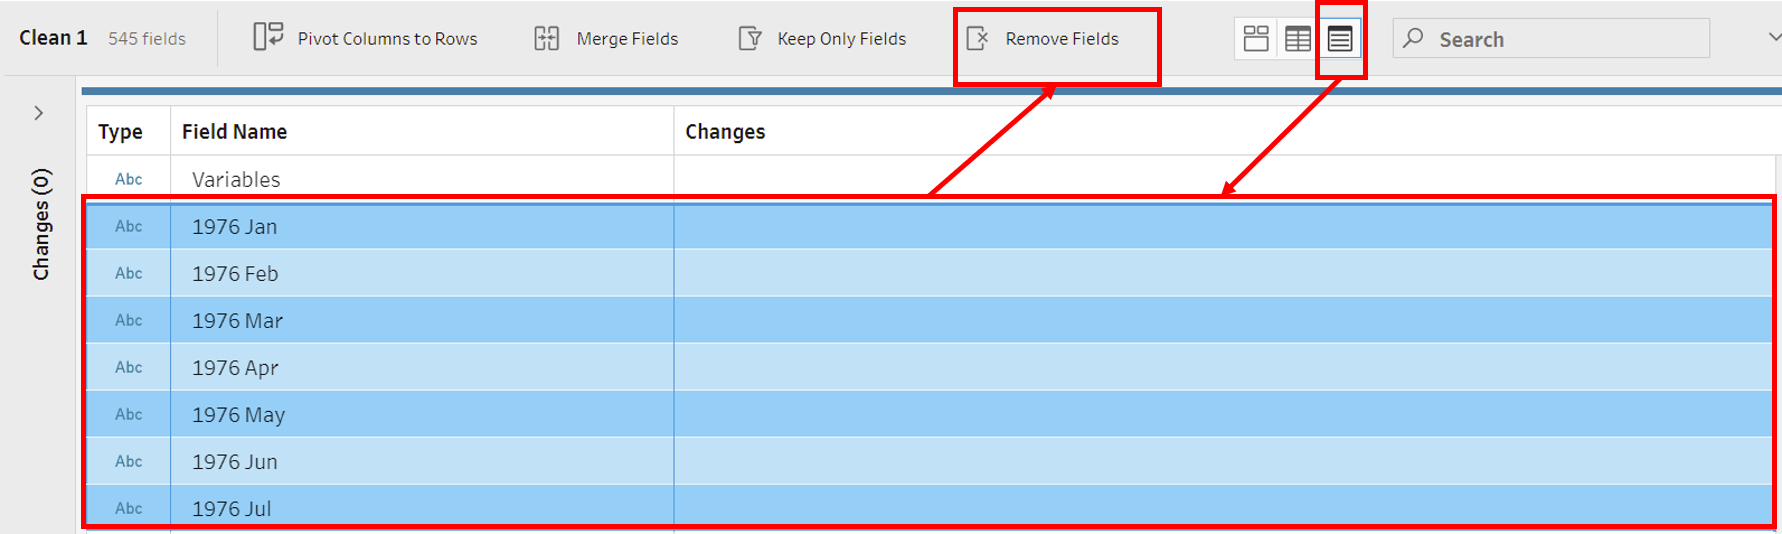 Clean 1 545 fields Pivot Columns to Rows Merge Fields Keep Only Fields Remove Fields Search
Type Field Name Changes
Abc Variables
Abc 1976 Jan
Abc 1976 Feb
Abc 1976 Mar
Abc 1976 Apr
Abc 1976 May
Abc 1976 Jun
Abc 1976 Jul
Changes (0)